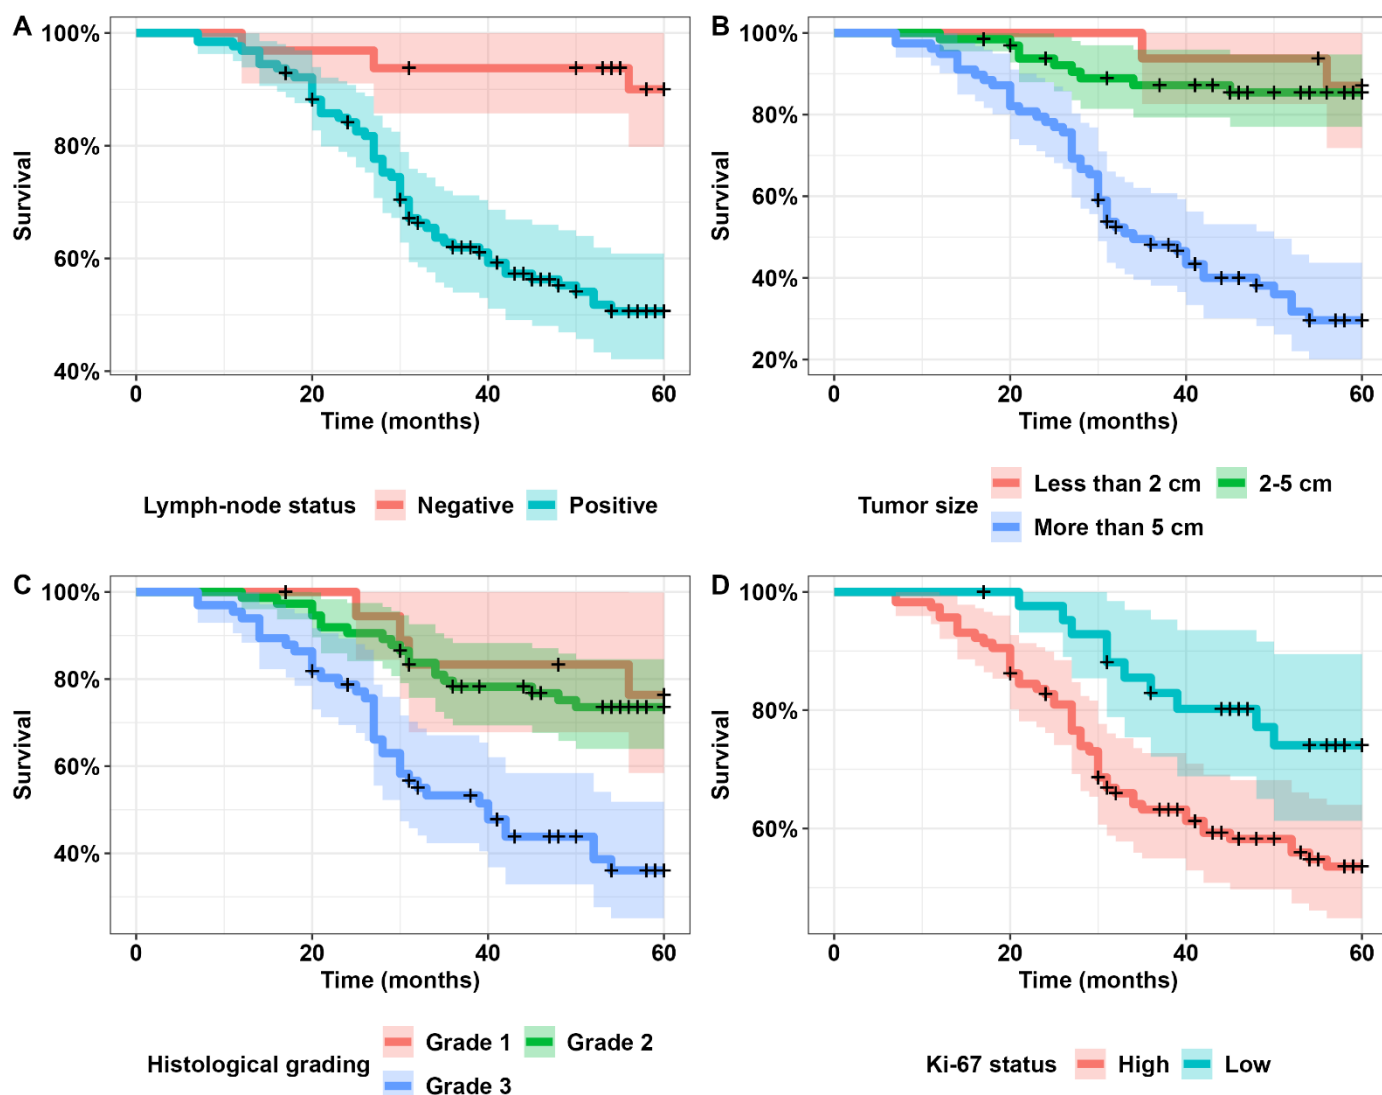 A
100%
80%
60%
40%
Survival
0 20 40 60
Time (months)
Lymph-node status Negative Positive
B
100%
80%
60%
40%
20%
Survival
0 20 40 60
Time (months)
Tumor size
Less than 2 cm 2-5 cm
More than 5 cm
C
100%
80%
60%
40%
Survival
0 20 40 60
Time (months)
Histological grading
Grade 1 Grade 2
Grade 3
D
100%
80%
60%
Survival
0 20 40 60
Time (months)
Ki-67 status High Low